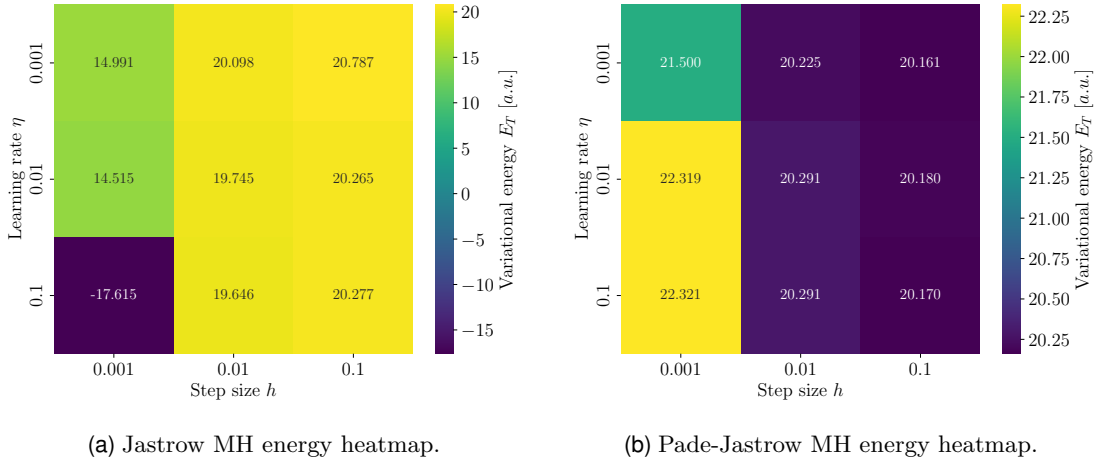 0.001
0.01
0.1
Learning rate η
14.991 20.098 20.787
14.515 19.745 20.265
-17.615 19.646 20.277
0.001 0.01 0.1
Step size h
20
15
10
5
0
−5
−10
−15
Variational energy E_T [a.u.]
(a) Jastrow MH energy heatmap.
0.001
0.01
0.1
Learning rate η
21.500 20.225 20.161
22.319 20.291 20.180
22.321 20.291 20.170
0.001 0.01 0.1
Step size h
22.25
22.00
21.75
21.50
21.25
21.00
20.75
20.50
20.25
Variational energy E_T [a.u.]
(b) Pade-Jastrow MH energy heatmap.